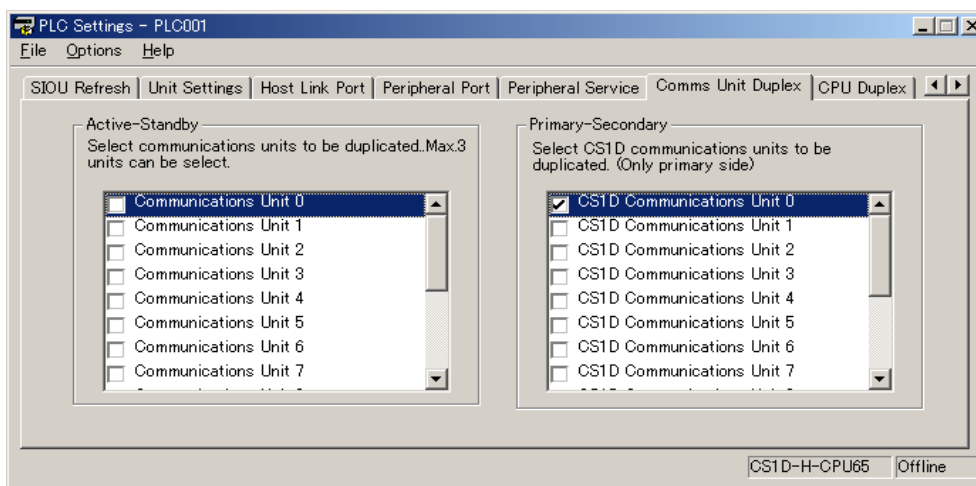 PLC Settings - PLC001
File Options Help
SIOU Refresh Unit Settings Host Link Port Peripheral Port Peripheral Service Comms Unit Duplex CPU Duplex
Active-Standby
Select communications units to be duplicated..Max.3
units can be select.
Communications Unit 0
Communications Unit 1
Communications Unit 2
Communications Unit 3
Communications Unit 4
Communications Unit 5
Communications Unit 6
Communications Unit 7
Primary-Secondary
Select CS1D communications units to be
duplicated. (Only primary side)
CS1D Communications Unit 0
CS1D Communications Unit 1
CS1D Communications Unit 2
CS1D Communications Unit 3
CS1D Communications Unit 4
CS1D Communications Unit 5
CS1D Communications Unit 6
CS1D Communications Unit 7
CS1D-H-CPU65 Offline